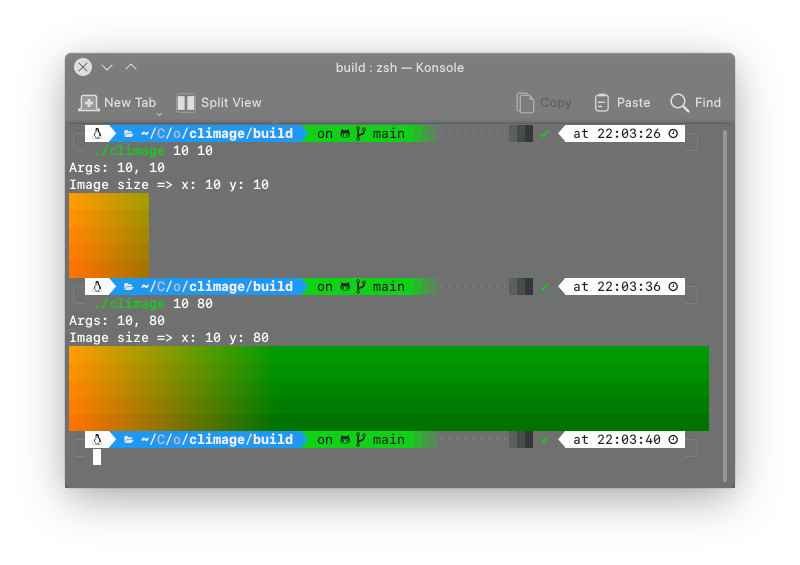 build : zsh — Konsole
New Tab Split View Copy Paste Find
~/C/o/climage/build on main at 22:03:26
./climage 10 10
Args: 10, 10
Image size => x: 10 y: 10
~/C/o/climage/build on main at 22:03:36
./climage 10 80
Args: 10, 80
Image size => x: 10 y: 80
~/C/o/climage/build on main at 22:03:40